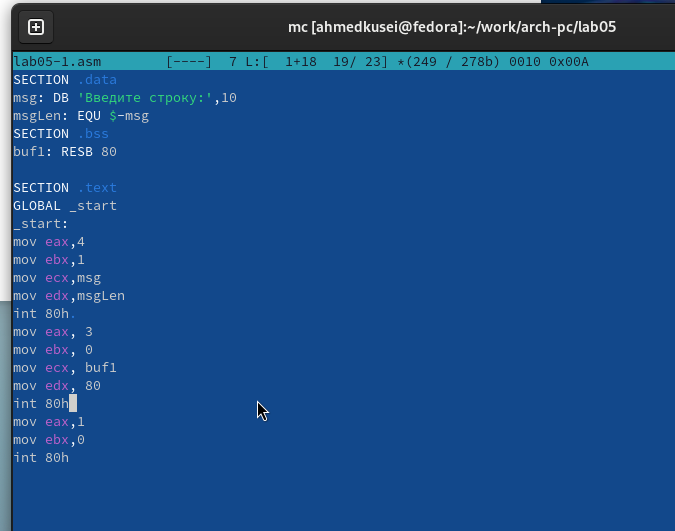 mc [ahmedkusei@fedora]:~/work/arch-pc/lab05
lab05-1.asm [----] 7 L:[ 1+18 19/ 23] *(249 / 278b) 0010 0x00A
SECTION .data
msg: DB 'Введите строку:',10
msgLen: EQU $-msg
SECTION .bss
buf1: RESB 80
SECTION .text
GLOBAL _start
_start:
mov eax,4
mov ebx,1
mov ecx,msg
mov edx,msgLen
int 80h.
mov eax, 3
mov ebx, 0
mov ecx, buf1
mov edx, 80
int 80h
mov eax,1
mov ebx,0
int 80h